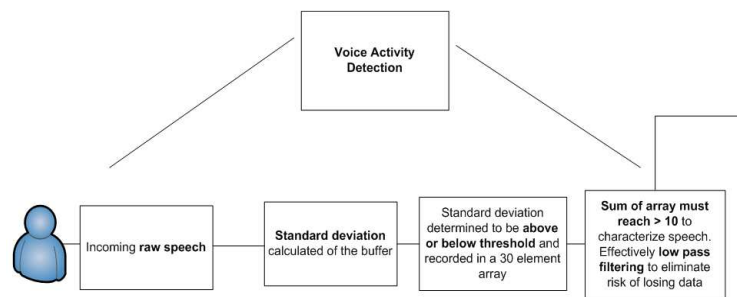 Voice Activity
Detection
Incoming raw speech
Standard deviation
calculated of the buffer
Standard deviation
determined to be above
or below threshold and
recorded in a 30 element
array
Sum of array must
reach > 10 to
characterize speech.
Effectively low pass
filtering to eliminate
risk of losing data